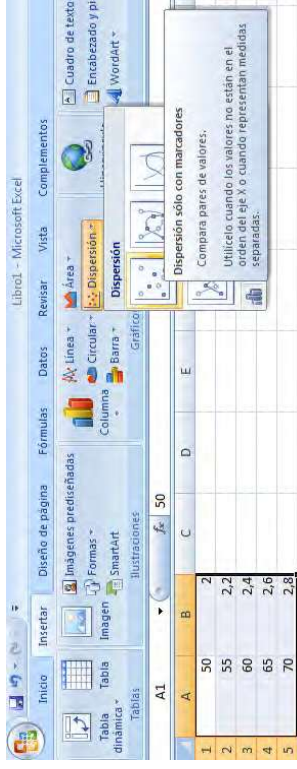 Libro1 - Microsoft Excel
Inicio Insertar Diseño de página Fórmulas Datos Revisar Vista Complementos
Tabla dinámica
Tabla
Tablas
Imagen
Imágenes prediseñadas
Formas
SmartArt
Ilustraciones
Columna
Línea
Circular
Barra
Área
Dispersión
Gráficos
Cuadro de texto
Encabezado y pi
WordArt
Dispersión
Dispersión sólo con marcadores
Compara pares de valores.
Utilícelo cuando los valores no están en el
orden del eje X o cuando representan medidas
separadas.
A1 fx 50
A B C D E
1 50 2
2 55 2,2
3 60 2,4
4 65 2,6
5 70 2,8